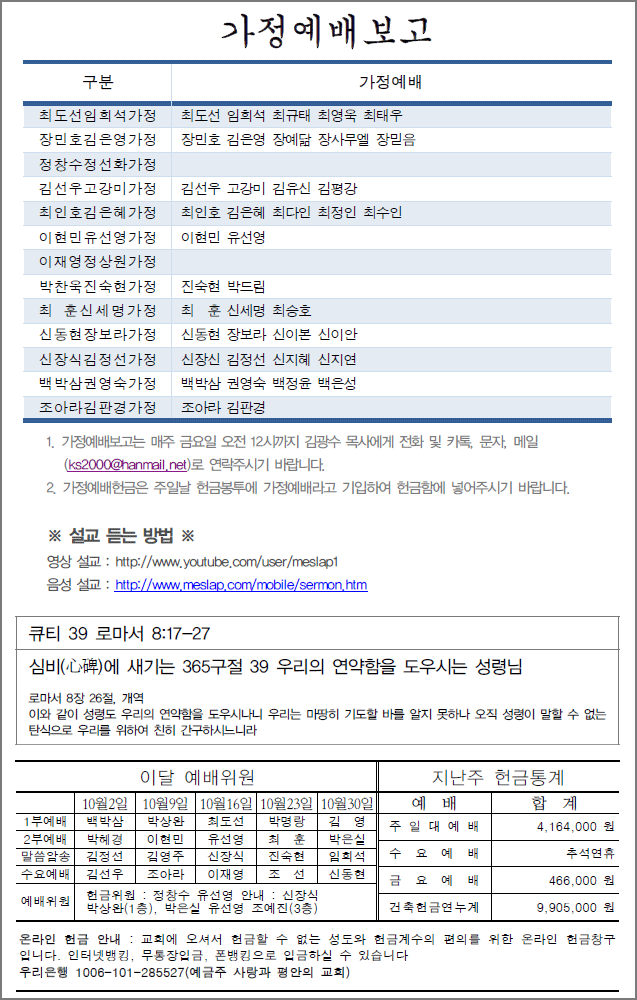 가정예배보고
구분 가정예배
최도선임희석가정 최도선 임희석 최규태 최영욱 최태우
장민호김은영가정 장민호 김은영 장예닮 장사무엘 장믿음
정창수정선화가정
김선우고강미가정 김선우 고강미 김유신 김평강
최인호김은혜가정 최인호 김은혜 최다인 최정인 최수인
이현민유선영가정 이현민 유선영
이재영정상원가정
박찬욱진숙현가정 진숙현 박드림
최 훈신세명가정 최 훈 신세명 최승호
신동현장보라가정 신동현 장보라 신이본 신이안
신장식김정선가정 신장신 김정선 신지혜 신지연
백박삼권영숙가정 백박삼 권영숙 백정윤 백은성
조아라김판경가정 조아라 김판경
1. 가정예배보고는 매주 금요일 오전 12시까지 김광수 목사에게 전화 및 카톡, 문자, 메일
(ks2000@hanmail.net)로 연락주시기 바랍니다.
2. 가정예배헌금은 주일날 헌금봉투에 가정예배라고 기입하여 헌금함에 넣어주시기 바랍니다.
※ 설교 듣는 방법 ※
영상 설교 : http://www.youtube.com/user/meslap1
음성 설교 : http://www.meslap.com/mobile/sermon.htm
큐티 39 로마서 8:17-27
심비(心碑)에 새기는 365구절 39 우리의 연약함을 도우시는 성령님
로마서 8장 26절, 개역
이와 같이 성령도 우리의 연약함을 도우시나니 우리는 마땅히 기도할 바를 알지 못하나 오직 성령이 말할 수 없는
탄식으로 우리를 위하여 친히 간구하시느니라
이달 예배위원
10월2일 10월9일 10월16일 10월23일 10월30일
1부예배 백박삼 박상완 최도선 박명랑 김 영
2부예배 박혜경 이현민 유선영 최 훈 박은실
말씀암송 김정선 김영주 신장식 진숙현 임희석
수요예배 김선우 조아라 이재영 조 선 신동현
예배위원 헌금위원 : 정창수 유선영 안내 : 신장식
박상완(1층), 박은실 유선영 조예진(3층)
지난주 헌금통계
예 배 합 계
주 일 대 예 배 4,164,000 원
수 요 예 배 추석연휴
금 요 예 배 466,000 원
건축헌금연누계 9,905,000 원
온라인 헌금 안내 : 교회에 오셔서 헌금할 수 없는 성도와 헌금계수의 편의를 위한 온라인 헌금창구
입니다. 인터넷뱅킹, 무통장입금, 폰뱅킹으로 입금하실 수 있습니다
우리은행 1006-101-285527(예금주 사랑과 평안의 교회)